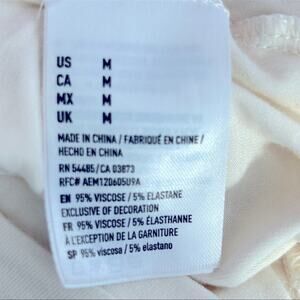 US M
CA M
MX M
UK M
MADE IN CHINA / FABRIQUÉ EN CHINE /
HECHO EN CHINA
RN 54485/CA 03873
RFC# AEM120605U9A
EN 95% VISCOSE / 5% ELASTANE
EXCLUSIVE OF DECORATION
FR 95% VISCOSE / 5% ÉLASTHANNE
À L'EXCEPTION DE LA GARNITURE
SP 95% viscosa / 5% elastano